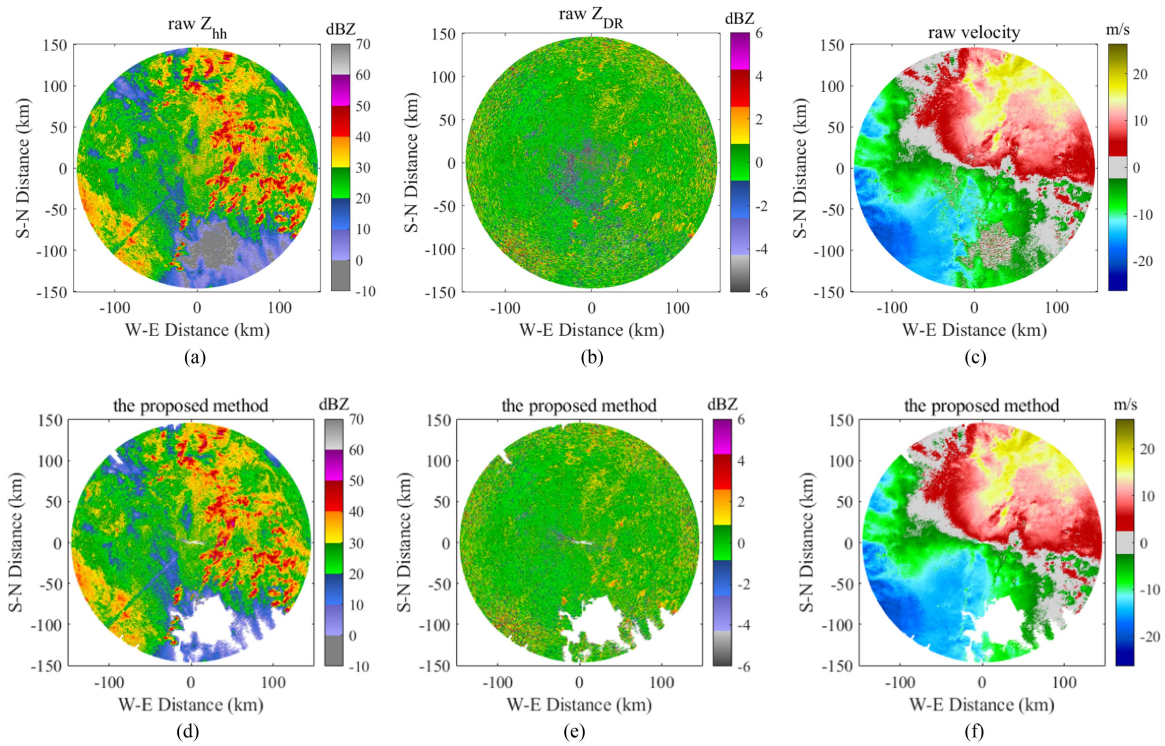 raw Z_hh dBZ
raw Z_DR dBZ
raw velocity m/s
150
100
50
0
-50
-100
-150
-100 0 100
S-N Distance (km)
W-E Distance (km)
70
60
50
40
30
20
10
0
-10
(a)
150
100
50
0
-50
-100
-150
-100 0 100
S-N Distance (km)
W-E Distance (km)
6
4
2
0
-2
-4
-6
(b)
150
100
50
0
-50
-100
-150
-100 0 100
S-N Distance (km)
W-E Distance (km)
20
10
0
-10
-20
(c)
the proposed method dBZ
the proposed method dBZ
the proposed method m/s
150
100
50
0
-50
-100
-150
-100 0 100
S-N Distance (km)
W-E Distance (km)
70
60
50
40
30
20
10
0
-10
(d)
150
100
50
0
-50
-100
-150
-100 0 100
S-N Distance (km)
W-E Distance (km)
6
4
2
0
-2
-4
-6
(e)
150
100
50
0
-50
-100
-150
-100 0 100
S-N Distance (km)
W-E Distance (km)
20
10
0
-10
-20
(f)